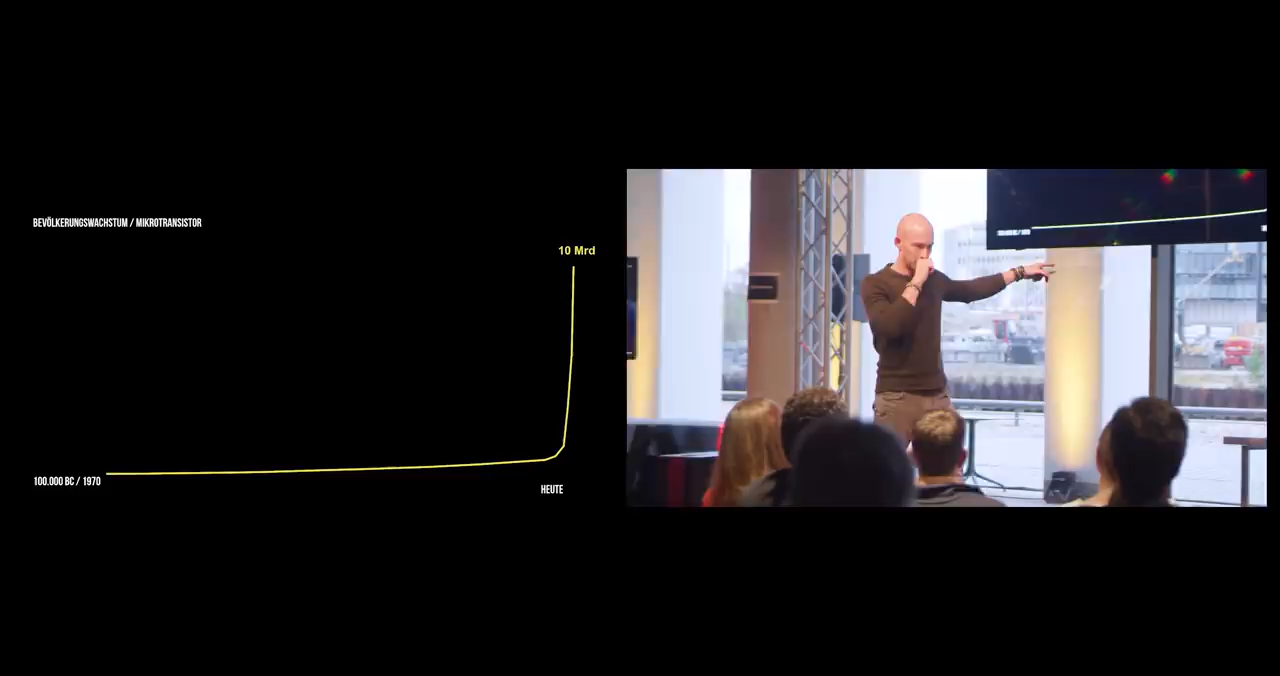 BEVÖLKERUNGSWACHSTUM / MIKROTRANSISTOR
10 Mrd
100.000 BC / 1970
HEUTE